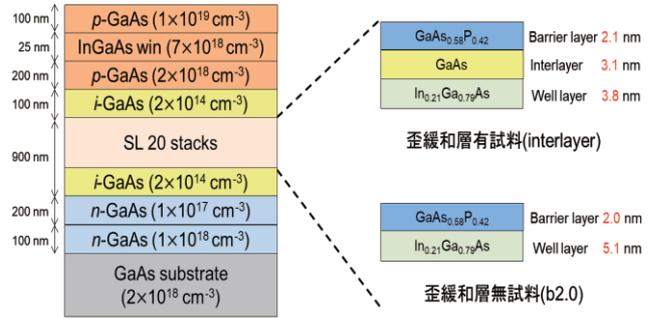 100 nm
p-GaAs (1×10¹⁹ cm⁻³)
25 nm
InGaAs win (7×10¹⁸ cm⁻³)
200 nm
p-GaAs (2×10¹⁸ cm⁻³)
100 nm
i-GaAs (2×10¹⁴ cm⁻³)
900 nm
SL 20 stacks
i-GaAs (2×10¹⁴ cm⁻³)
200 nm
n-GaAs (1×10¹⁷ cm⁻³)
100 nm
n-GaAs (1×10¹⁸ cm⁻³)
GaAs substrate
(2×10¹⁸ cm⁻³)
GaAs₀.₅₈P₀.₄₂ Barrier layer 2.1 nm
GaAs Interlayer 3.1 nm
In₀.₂₁Ga₀.₇₉As Well layer 3.8 nm
歪緩和層有試料(interlayer)
GaAs₀.₅₈P₀.₄₂ Barrier layer 2.0 nm
In₀.₂₁Ga₀.₇₉As Well layer 5.1 nm
歪緩和層無試料(b2.0)